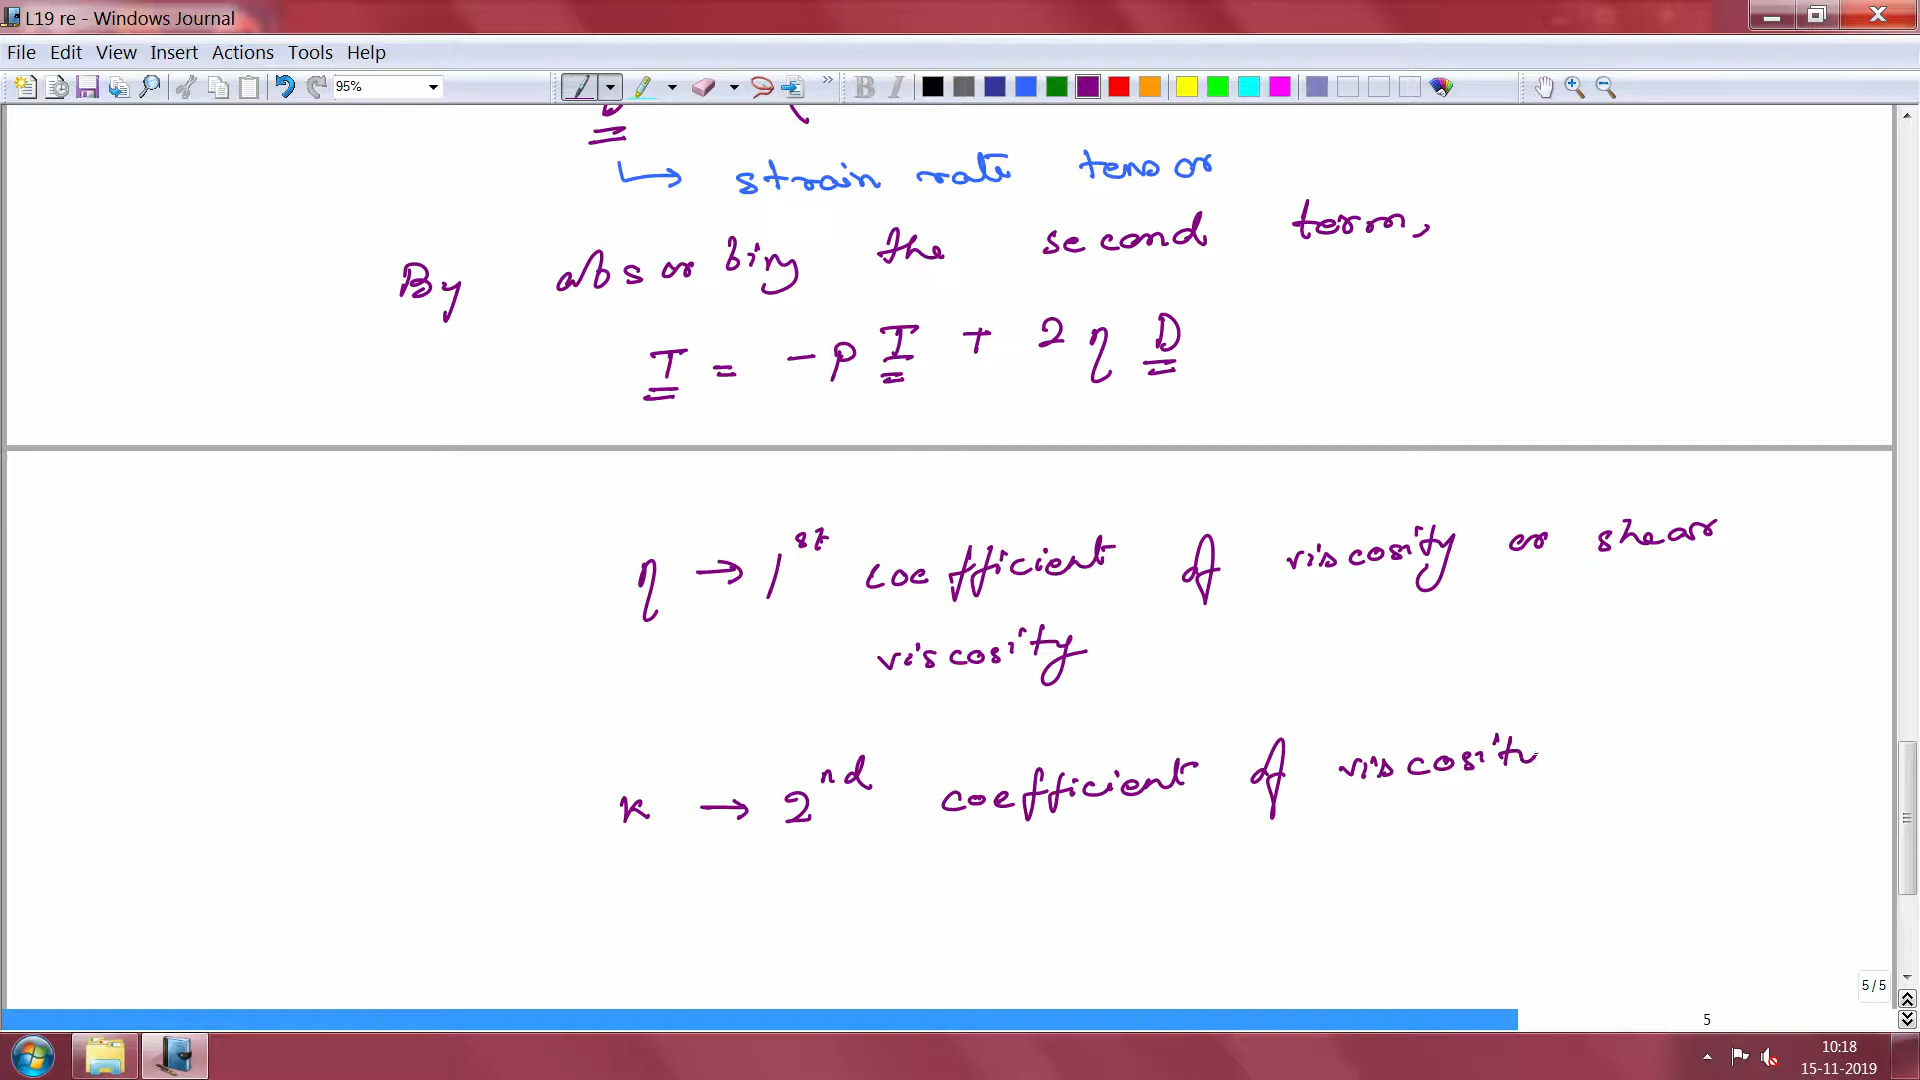 L19 re - Windows Journal
File Edit View Insert Actions Tools Help
95%
D
↳ strain rate tensor
By absorbing the second term,
T = -p I + 2 η D
η → 1st coefficient of viscosity or shear
viscosity
κ → 2nd coefficient of viscosit
5/5
5
10:18
15-11-2019